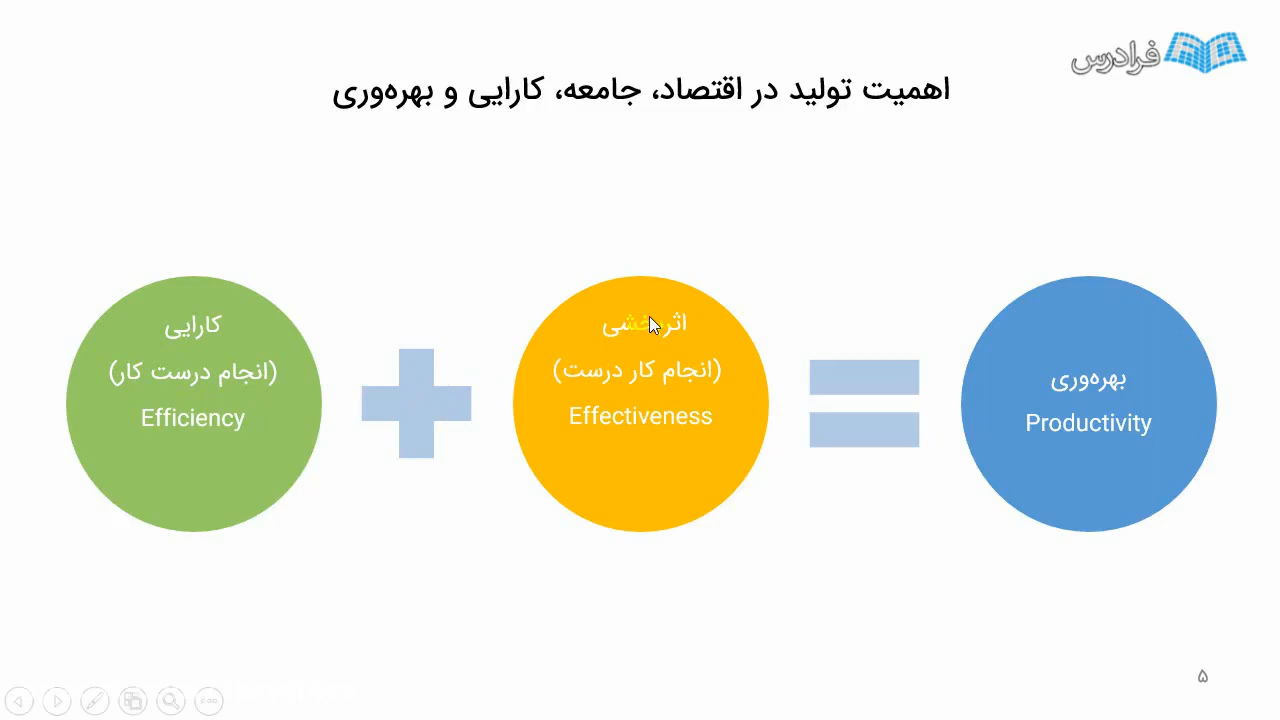 فرادرس
اهمیت تولید در اقتصاد، جامعه، کارایی و بهره‌وری
کارایی
(انجام درست کار)
Efficiency
اثربخشی
(انجام کار درست)
Effectiveness
بهره‌وری
Productivity
۵